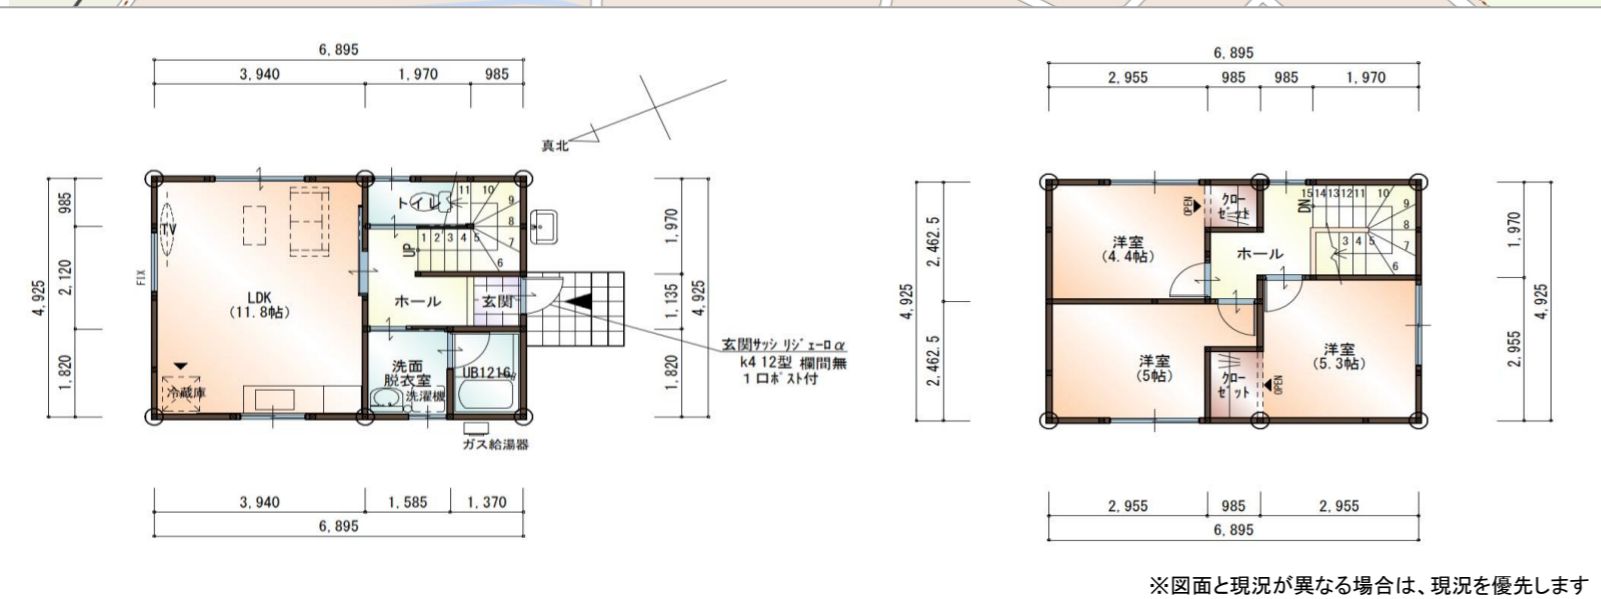 6,895
3,940
1,970
985
真北
985
2,120
1,820
4,925
TV
FIX
LDK
(11.8帖)
冷蔵庫
トイレ
11
10
9
8
7
6
1 2 3 4 5
UP
ホール
玄関
洗面
脱衣室
洗濯機
UB1216
ガス給湯器
1,970
1,135
1,820
4,925
玄関サッシ リジェーロα
k4 12型 欄間無
1口ポスト付
3,940
1,585
1,370
6,895
6,895
2,955
985
985
1,970
2,462.5
2,462.5
4,925
洋室
(4.4帖)
OPEN
クロー
ゼット
ホール
DN
15 14 13 12 11
10
9
8
7
6
3 4 5
洋室
(5帖)
クロー
ゼット
OPEN
洋室
(5.3帖)
1,970
2,955
4,925
2,955
985
2,955
6,895
※図面と現況が異なる場合は、現況を優先します